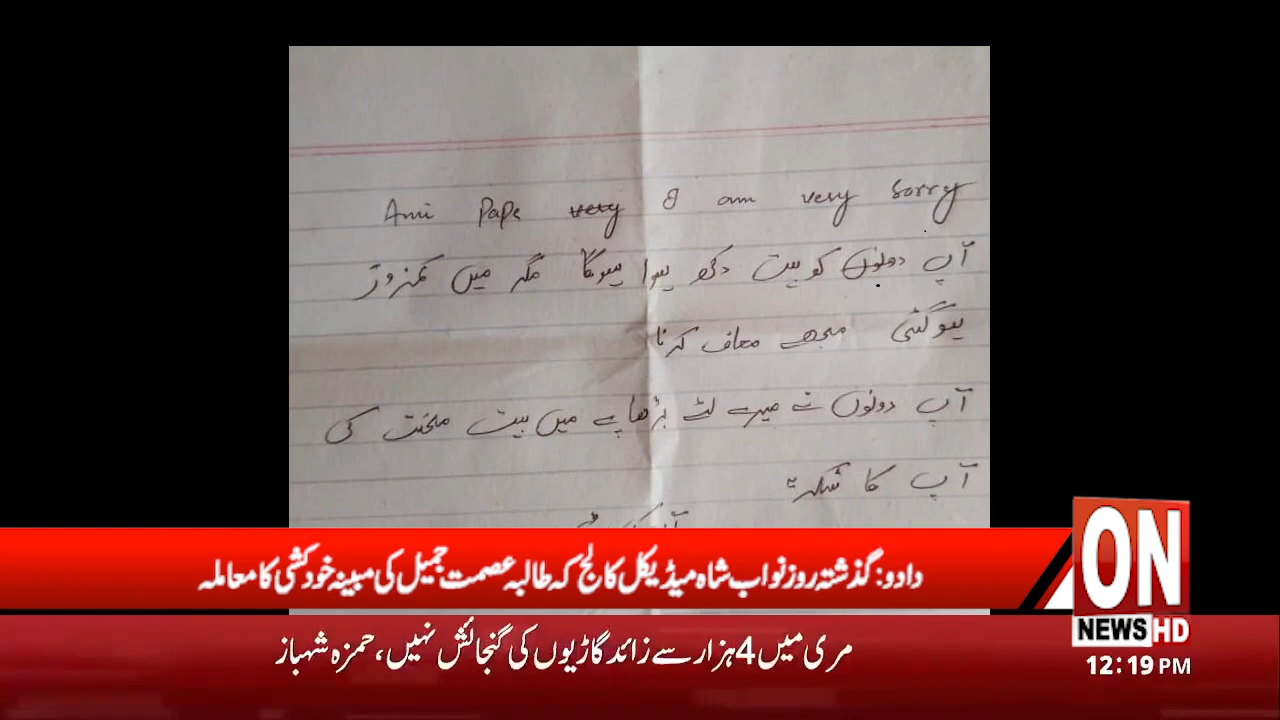 Ami Papa very I am very sorry
آپ دونوں کو بہت دکھ ہوا ہوگا مگر میں کمزور
ہوگئی مجھے معاف کرنا
آپ دونوں نے میرے لئے بڑھاپے میں بہت محنت کی
آپ کا شکریہ
دادو: گذشتہ روز نواب شاہ میڈیکل کالج کہ طالبہ عصمت جمیل کی مبینہ خودکشی کا معاملہ
مری میں 4 ہزار سے زائد گاڑیوں کی گنجائش نہیں، حمزہ شہباز
ON
NEWS HD
12:19 PM